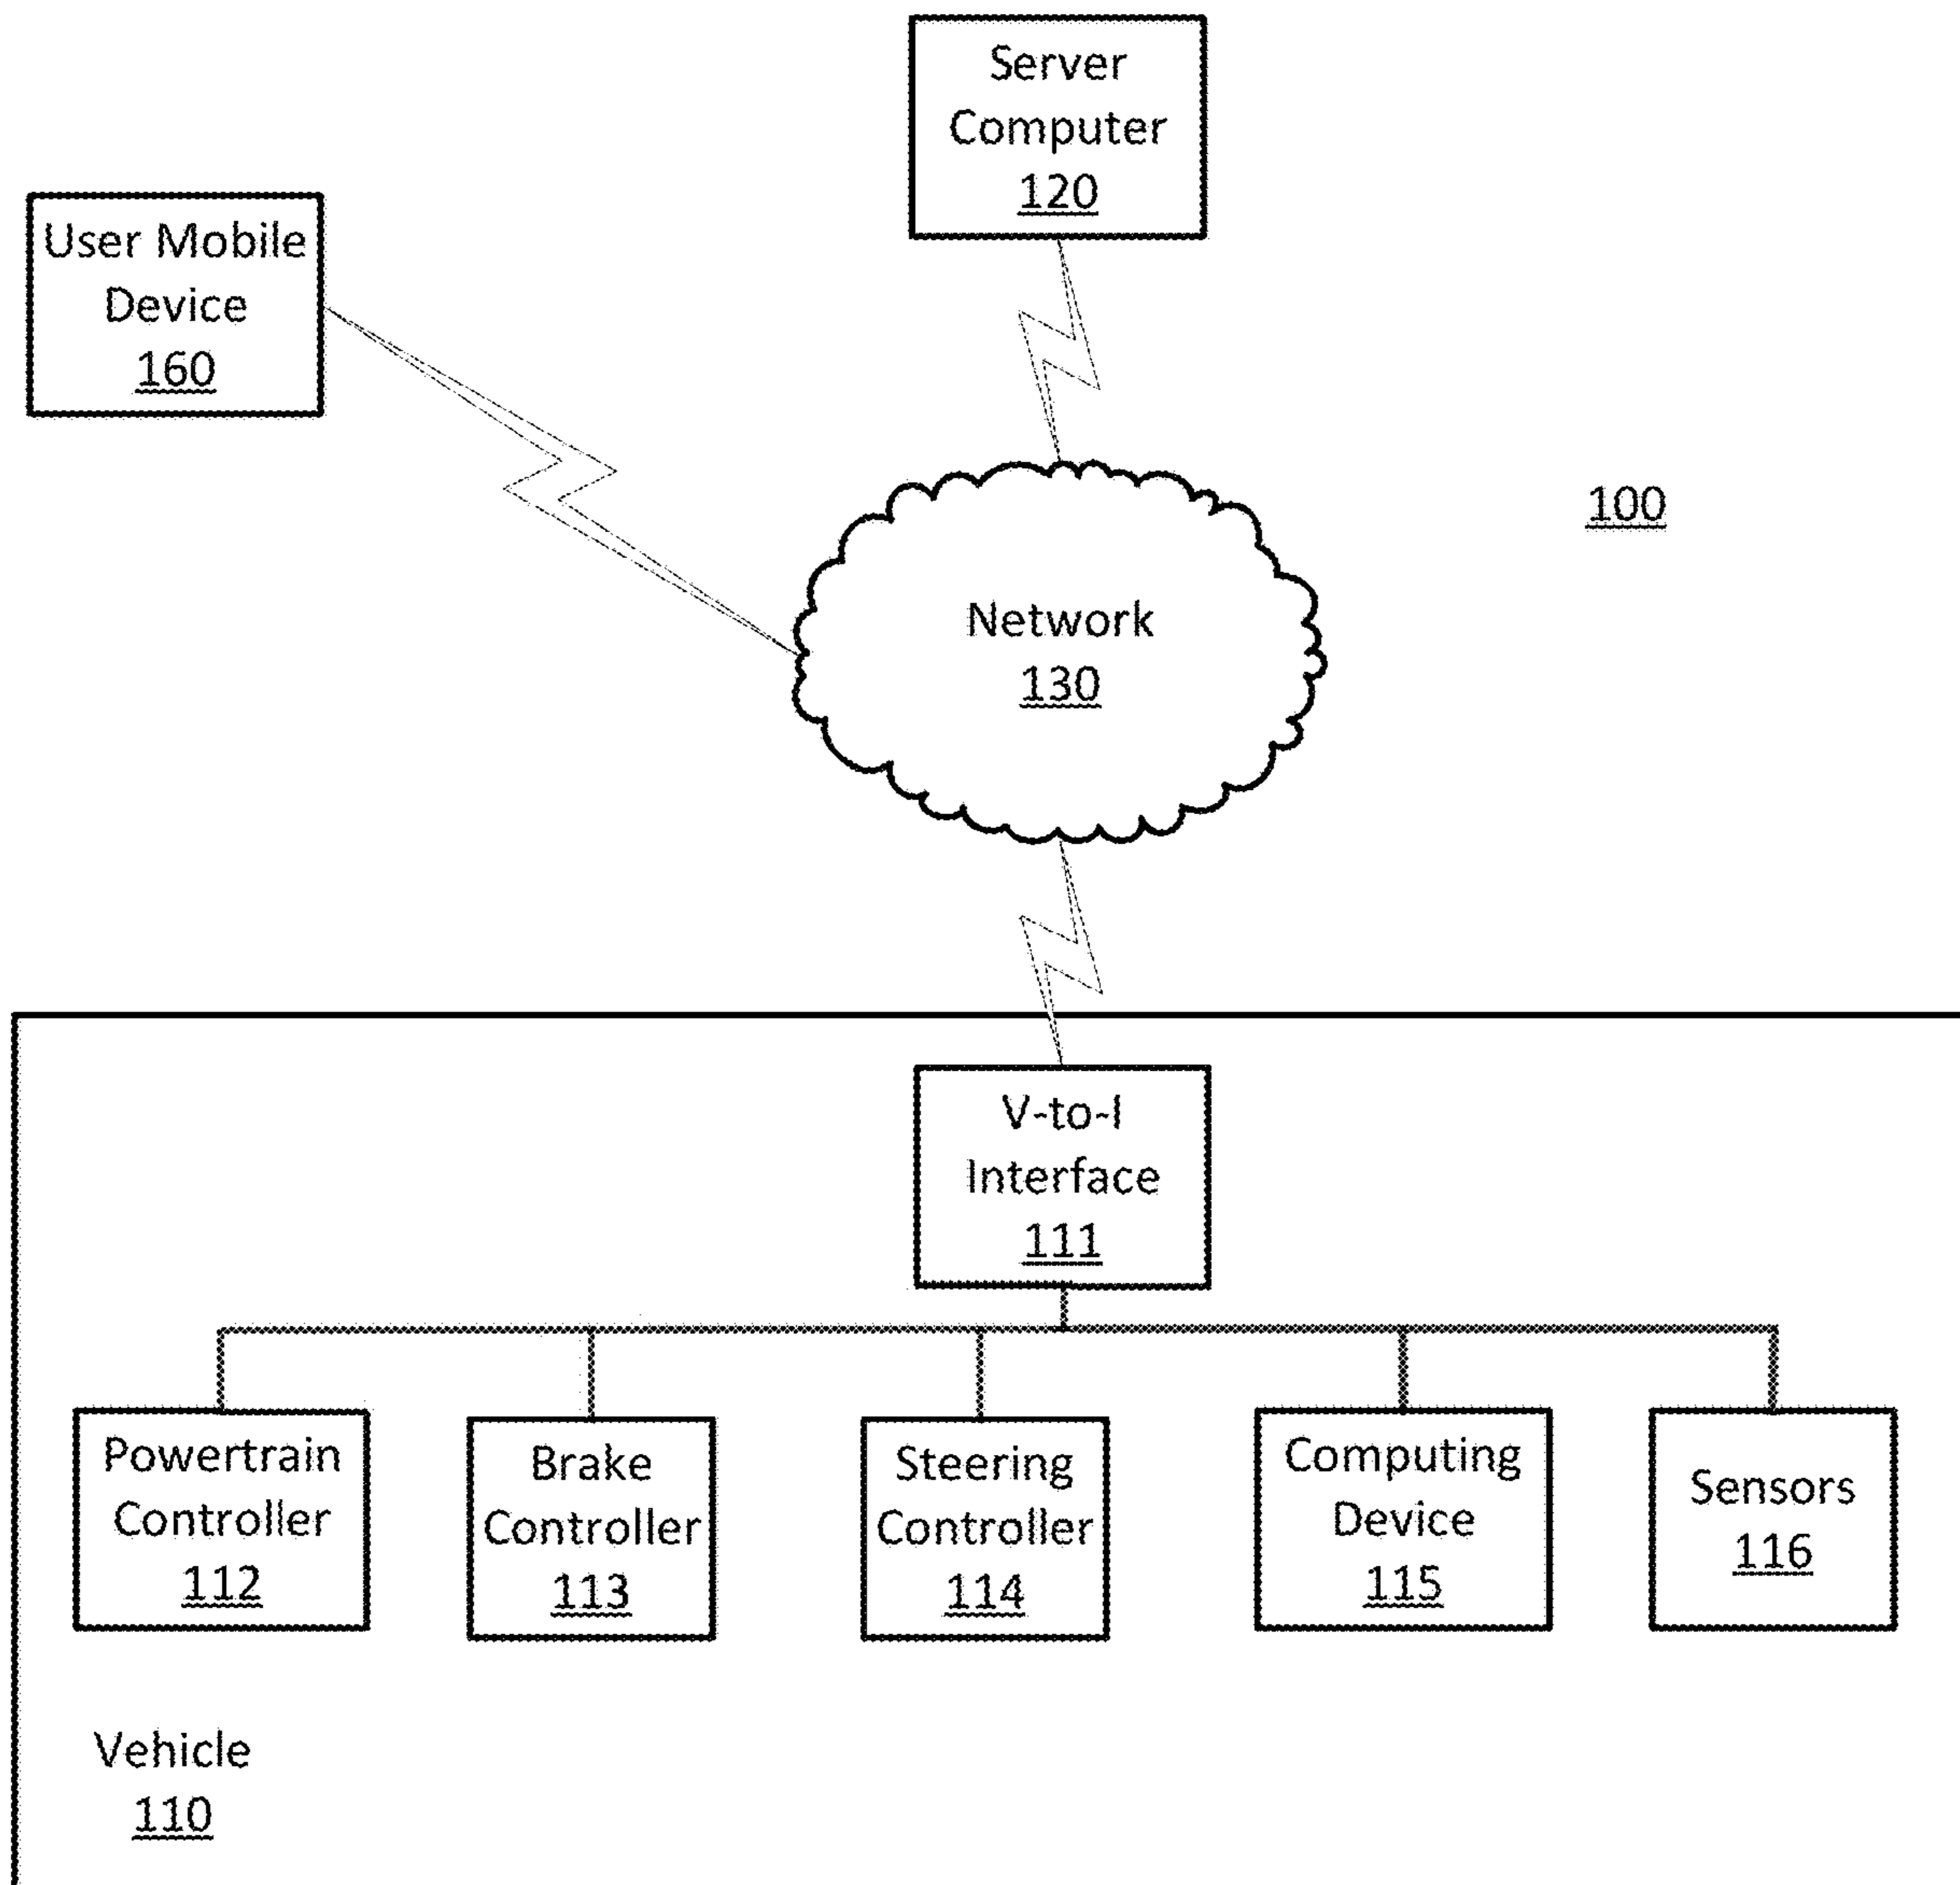 Server
Computer
120
User Mobile
Device
160
100
Network
130
V-to-I
Interface
111
Powertrain
Controller
112
Brake
Controller
113
Steering
Controller
114
Computing
Device
115
Sensors
116
Vehicle
110